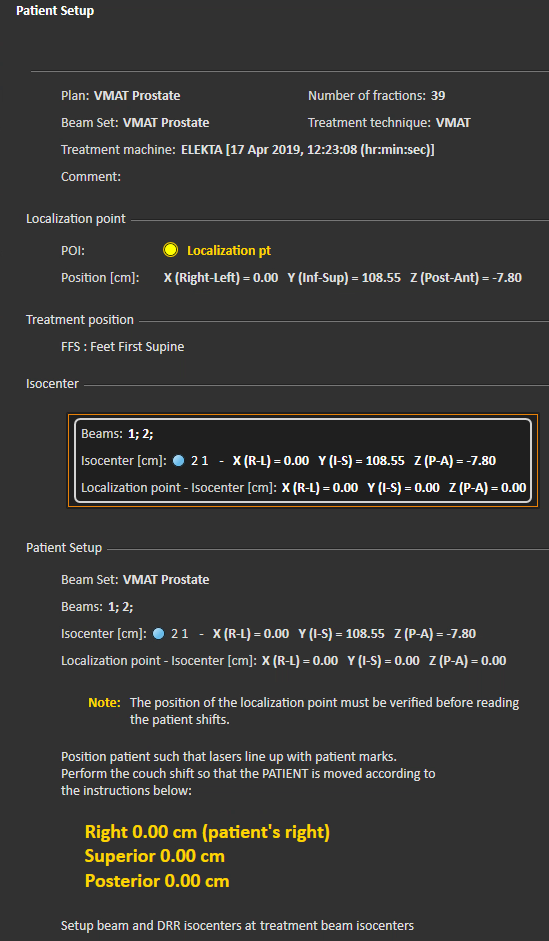 Patient Setup
Plan: VMAT Prostate Number of fractions: 39
Beam Set: VMAT Prostate Treatment technique: VMAT
Treatment machine: ELEKTA [17 Apr 2019, 12:23:08 (hr:min:sec)]
Comment:
Localization point
POI: Localization pt
Position [cm]: X (Right-Left) = 0.00 Y (Inf-Sup) = 108.55 Z (Post-Ant) = -7.80
Treatment position
FFS : Feet First Supine
Isocenter
Beams: 1; 2;
Isocenter [cm]: 2 1 - X (R-L) = 0.00 Y (I-S) = 108.55 Z (P-A) = -7.80
Localization point - Isocenter [cm]: X (R-L) = 0.00 Y (I-S) = 0.00 Z (P-A) = 0.00
Patient Setup
Beam Set: VMAT Prostate
Beams: 1; 2;
Isocenter [cm]: 2 1 - X (R-L) = 0.00 Y (I-S) = 108.55 Z (P-A) = -7.80
Localization point - Isocenter [cm]: X (R-L) = 0.00 Y (I-S) = 0.00 Z (P-A) = 0.00
Note: The position of the localization point must be verified before reading
the patient shifts.
Position patient such that lasers line up with patient marks.
Perform the couch shift so that the PATIENT is moved according to
the instructions below:
Right 0.00 cm (patient's right)
Superior 0.00 cm
Posterior 0.00 cm
Setup beam and DRR isocenters at treatment beam isocenters